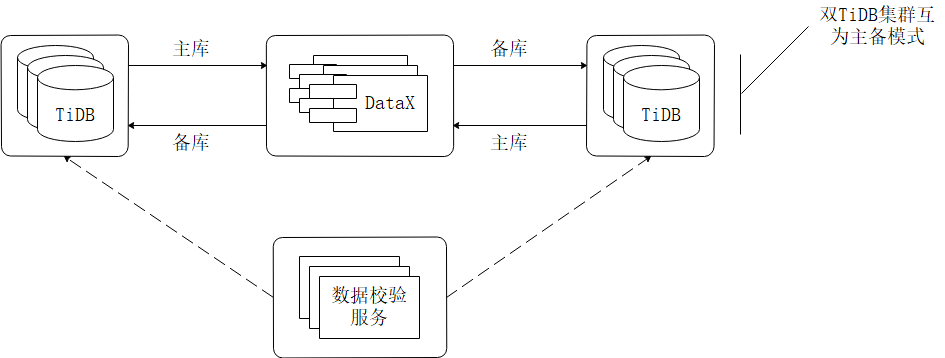 双TiDB集群互
为主备模式
主库
备库
TiDB
DataX
TiDB
备库
主库
数据校验
服务